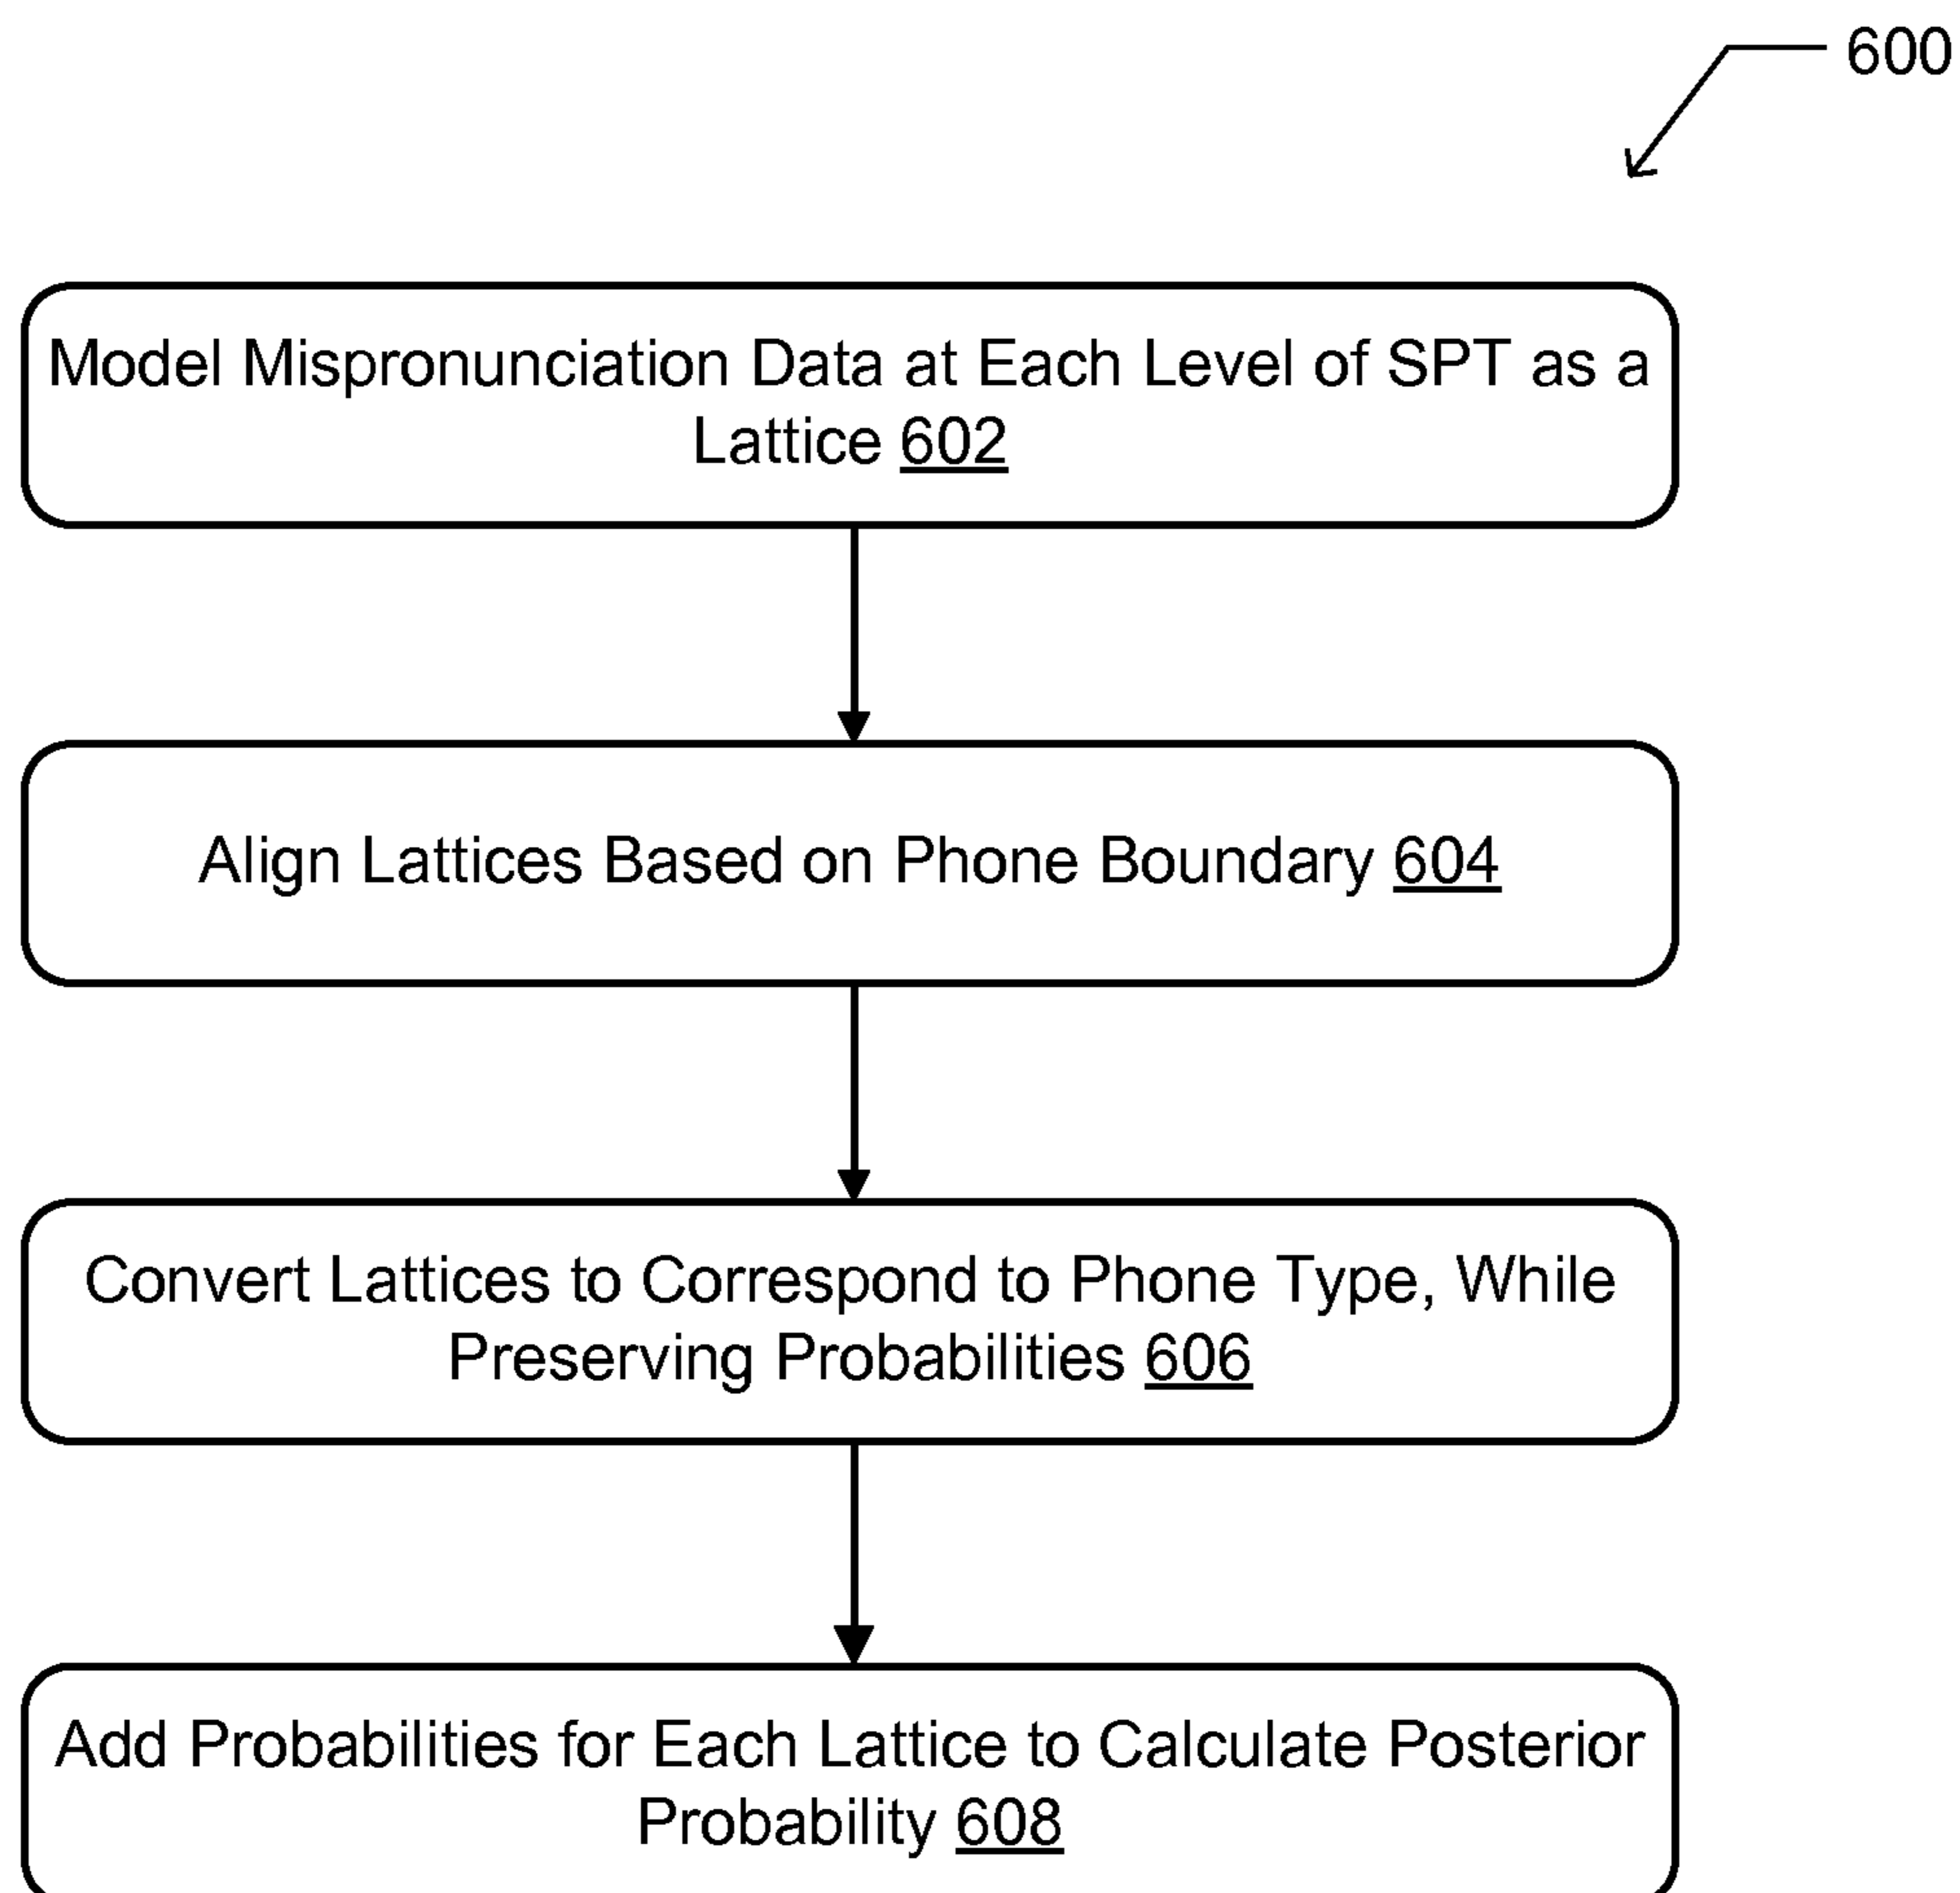 600
Model Mispronunciation Data at Each Level of SPT as a
Lattice 602
Align Lattices Based on Phone Boundary 604
Convert Lattices to Correspond to Phone Type, While
Preserving Probabilities 606
Add Probabilities for Each Lattice to Calculate Posterior
Probability 608